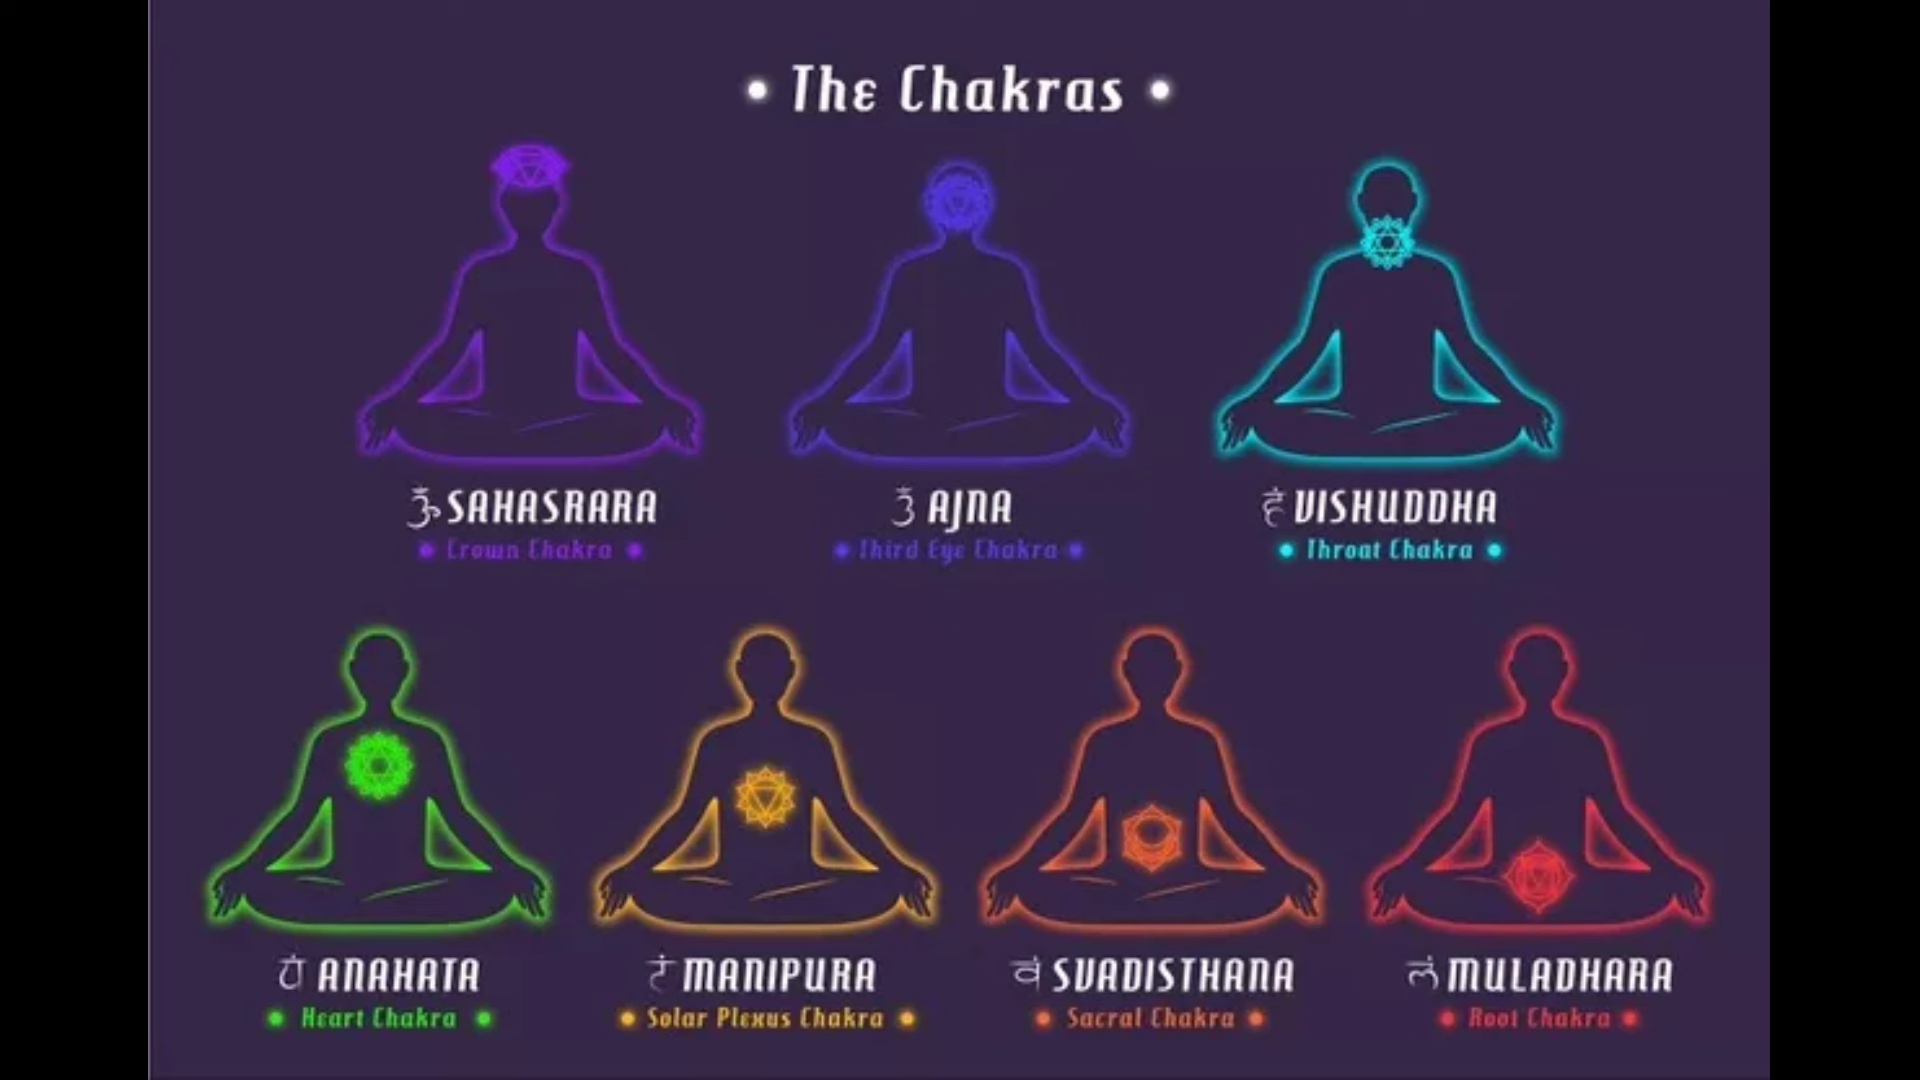 • The Chakras •
ॐ SAHASRARA
• Crown Chakra •
AJNA
• Third Eye Chakra •
हं VISHUDDHA
• Throat Chakra •
यं ANAHATA
• Heart Chakra •
रं MANIPURA
• Solar Plexus Chakra •
वं SVADISTHANA
• Sacral Chakra •
लं MULADHARA
• Root Chakra •